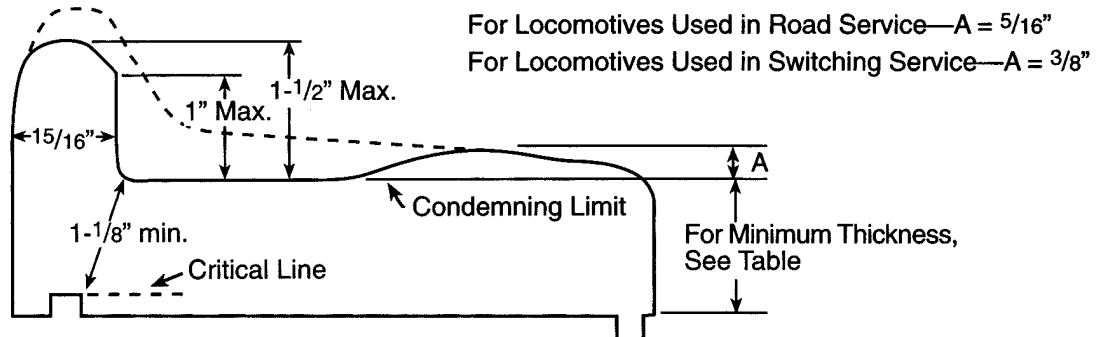 For Locomotives Used in Road Service—A = 5/16"
For Locomotives Used in Switching Service—A = 3/8"
1-1/2" Max.
1" Max.
15/16"
A
Condemning Limit
1-1/8" min.
For Minimum Thickness,
See Table
Critical Line